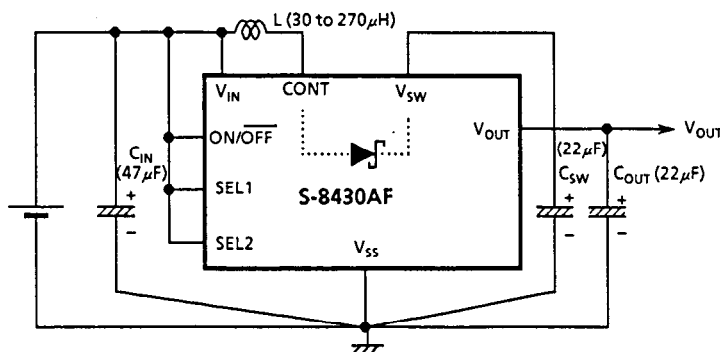 L (30 to 270μH)
V_IN
CONT
V_SW
V_OUT
V_OUT
ON/O̅F̅F̅
C_IN
(47μF)
(22μF)
C_SW
C_OUT (22μF)
SEL1
S-8430AF
+
+
+
−
−
−
SEL2
V_SS